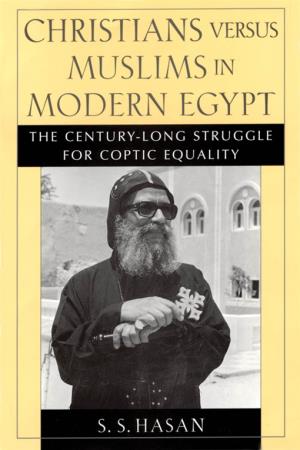 CHRISTIANS VERSUS
MUSLIMS IN
MODERN EGYPT
THE CENTURY-LONG STRUGGLE
FOR COPTIC EQUALITY
S. S. HASAN